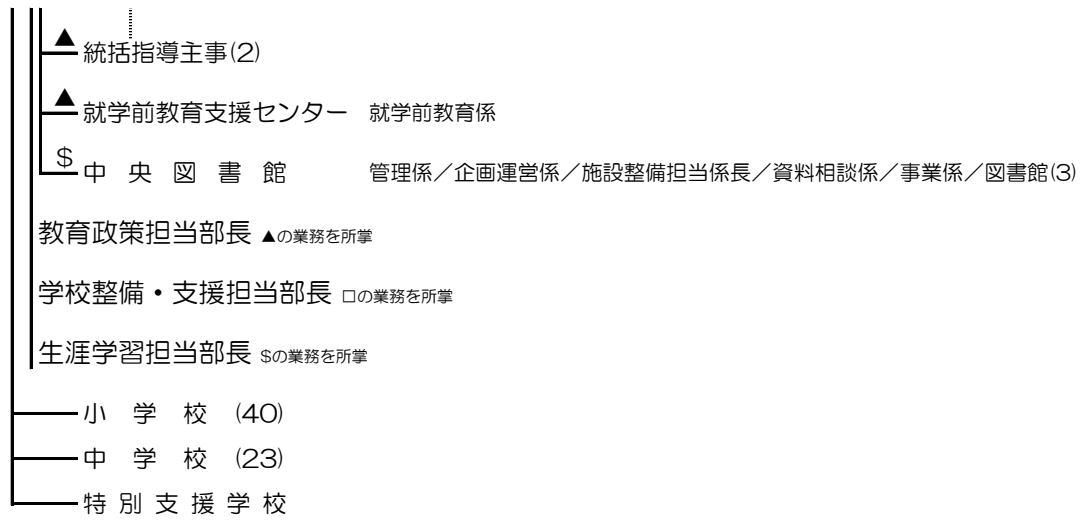 ▲ 統括指導主事(2)
▲ 就学前教育支援センター 就学前教育係
$ 中央図書館 管理係／企画運営係／施設整備担当係長／資料相談係／事業係／図書館(3)
教育政策担当部長 ▲の業務を所掌
学校整備・支援担当部長 □の業務を所掌
生涯学習担当部長 $の業務を所掌
小学校 (40)
中学校 (23)
特別支援学校